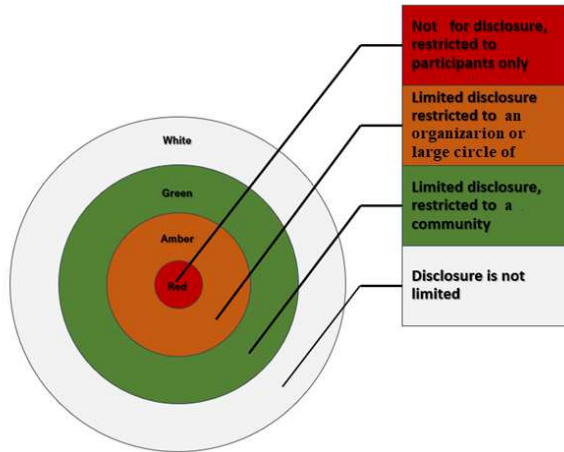 Not for disclosure,
restricted to
participants only
Limited disclosure
restricted to an
organizarion or
large circle of
Limited disclosure,
restricted to a
community
Disclosure is not
limited
White
Green
Amber
Red